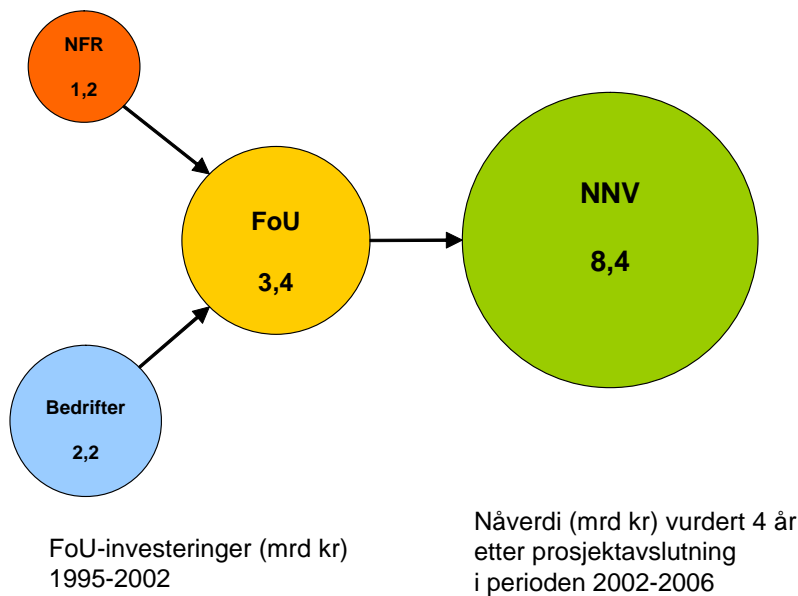 NFR
1,2
FoU
3,4
Bedrifter
2,2
NNV
8,4
FoU-investeringer (mrd kr)
1995-2002
Nåverdi (mrd kr) vurdert 4 år
etter prosjektavslutning
i perioden 2002-2006